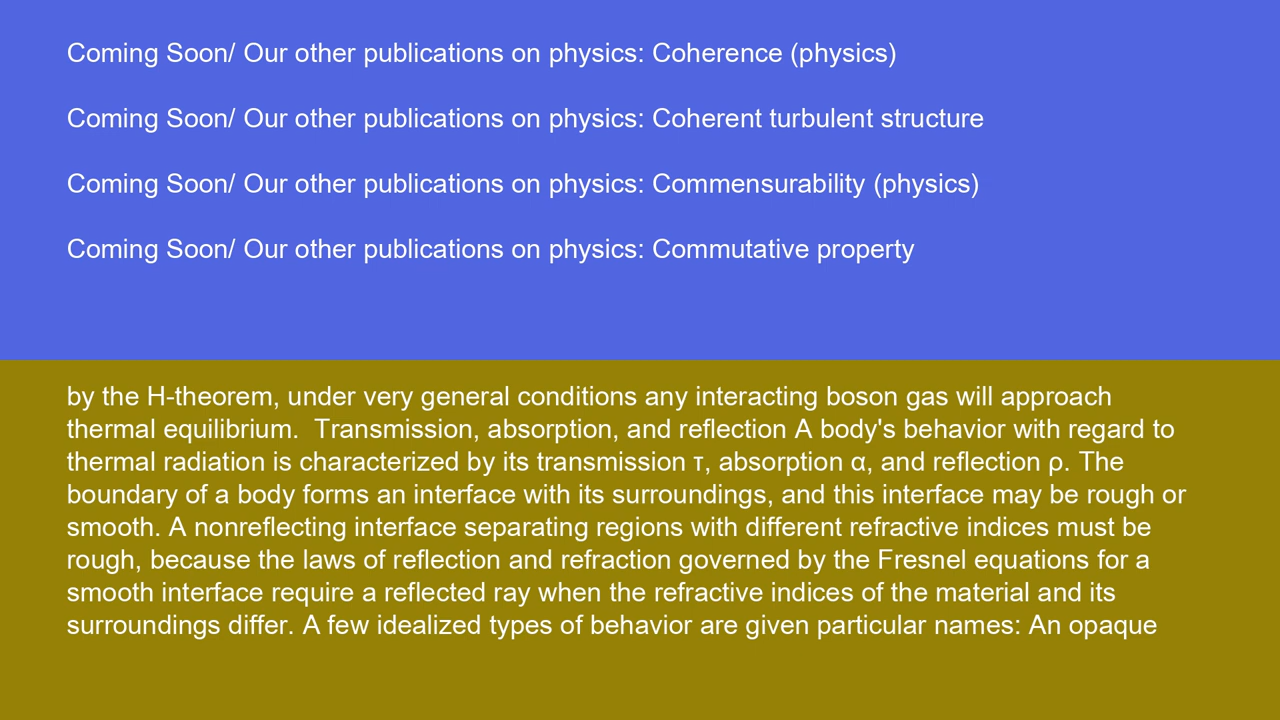 Coming Soon/ Our other publications on physics: Coherence (physics)
Coming Soon/ Our other publications on physics: Coherent turbulent structure
Coming Soon/ Our other publications on physics: Commensurability (physics)
Coming Soon/ Our other publications on physics: Commutative property
by the H-theorem, under very general conditions any interacting boson gas will approach
thermal equilibrium.  Transmission, absorption, and reflection A body's behavior with regard to
thermal radiation is characterized by its transmission τ, absorption α, and reflection ρ. The
boundary of a body forms an interface with its surroundings, and this interface may be rough or
smooth. A nonreflecting interface separating regions with different refractive indices must be
rough, because the laws of reflection and refraction governed by the Fresnel equations for a
smooth interface require a reflected ray when the refractive indices of the material and its
surroundings differ. A few idealized types of behavior are given particular names: An opaque